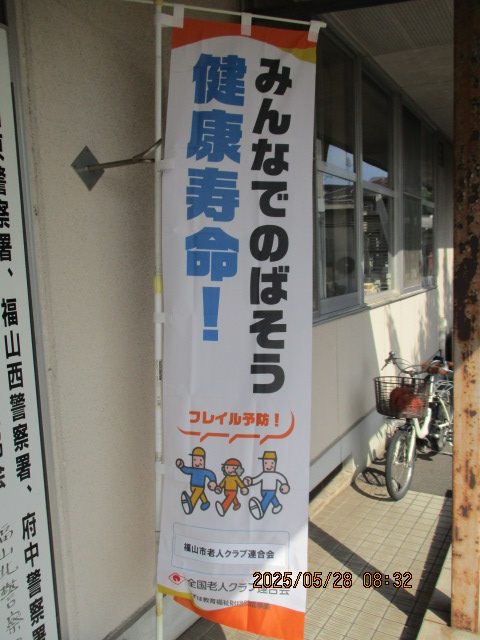 みんなでのばそう
健康寿命！
フレイル予防！
福山市老人クラブ連合会
全国老人クラブ連合会
警察署、福山西警察署、府中警察
2025/05/28 08:32